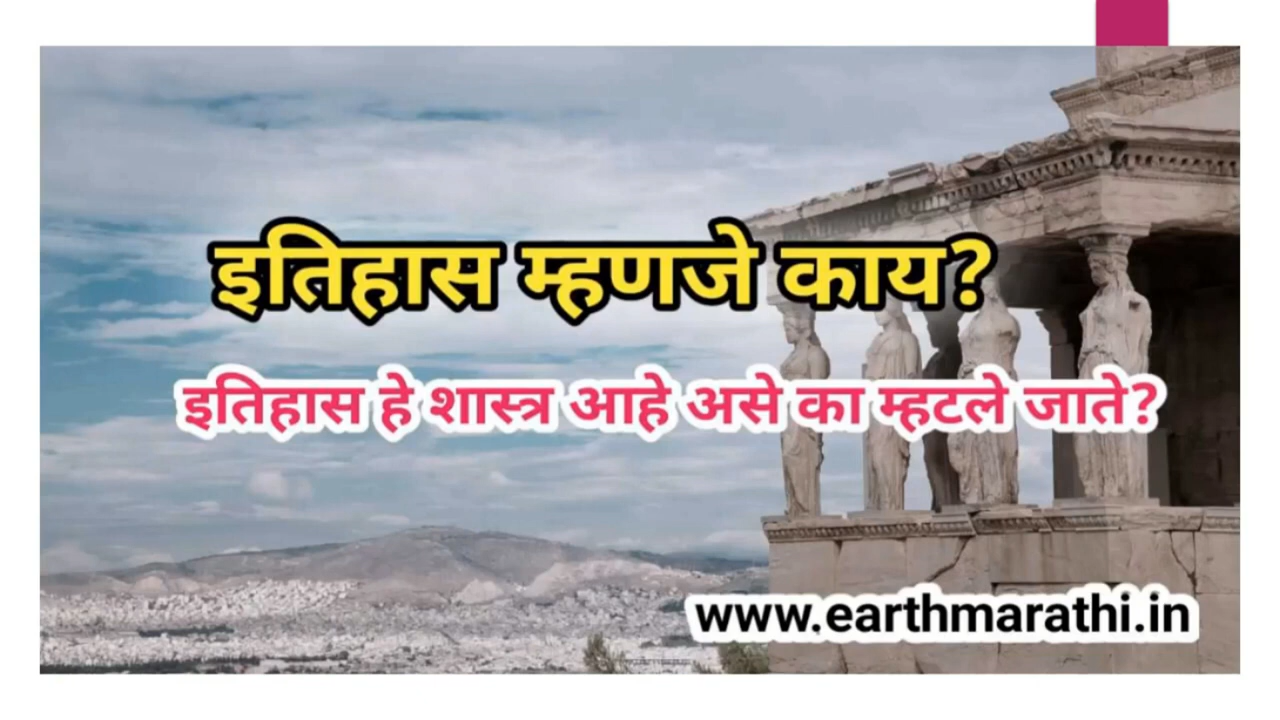 इतिहास म्हणजे काय?
इतिहास हे शास्त्र आहे असे का म्हटले जाते?
www.earthmarathi.in